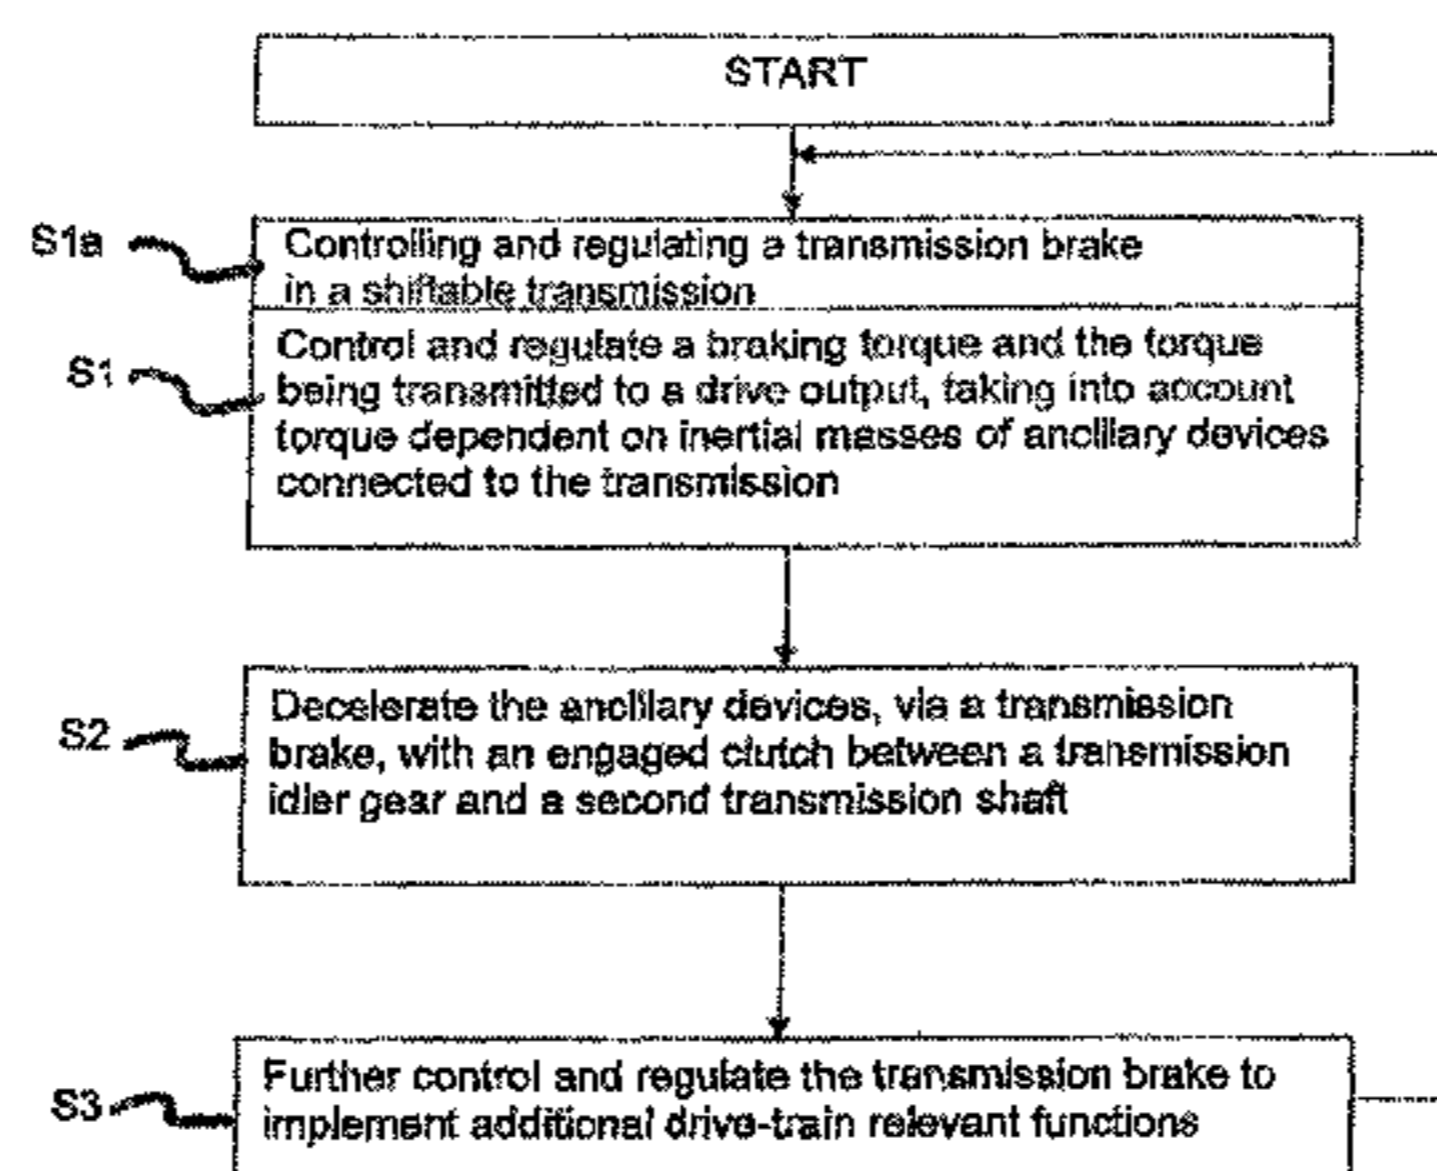 START
S1a
Controlling and regulating a transmission brake
in a shiftable transmission
S1
Control and regulate a braking torque and the torque
being transmitted to a drive output, taking into account
torque dependent on inertial masses of ancillary devices
connected to the transmission
S2
Decelerate the ancillary devices, via a transmission
brake, with an engaged clutch between a transmission
idler gear and a second transmission shaft
S3
Further control and regulate the transmission brake to
implement additional drive-train relevant functions